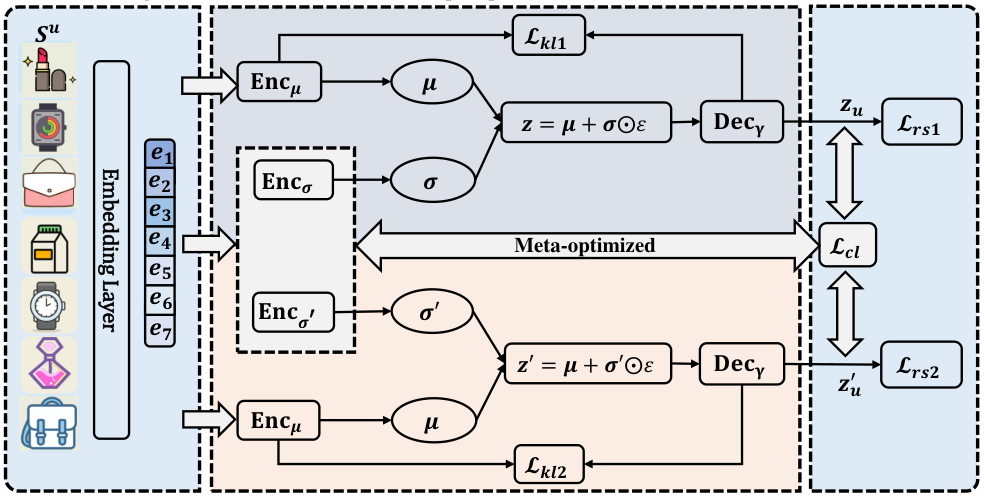 S^u
Embedding Layer
e_1
e_2
e_3
e_4
e_5
e_6
e_7
Enc_μ
μ
ℒ_kl1
z = μ + σ⊙ε
Dec_γ
z_u
ℒ_rs1
Enc_σ
σ
Meta-optimized
ℒ_cl
Enc_σ′
σ′
z′ = μ + σ′⊙ε
Dec_γ
z′_u
ℒ_rs2
Enc_μ
μ
ℒ_kl2